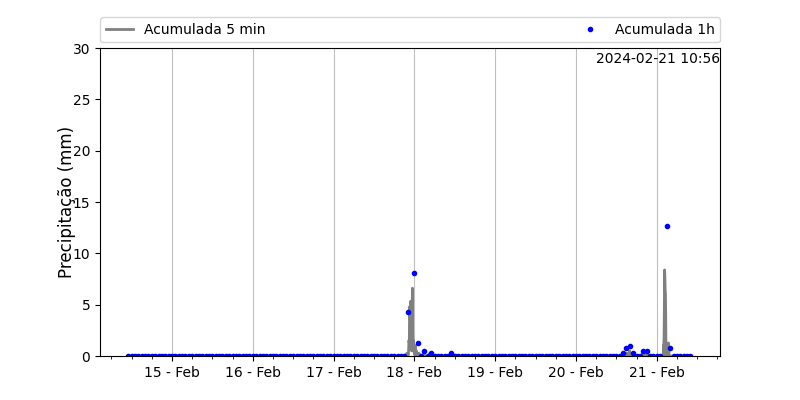 Acumulada 5 min
Acumulada 1h
2024-02-21 10:56
Precipitação (mm)
30
25
20
15
10
5
0
15 - Feb
16 - Feb
17 - Feb
18 - Feb
19 - Feb
20 - Feb
21 - Feb